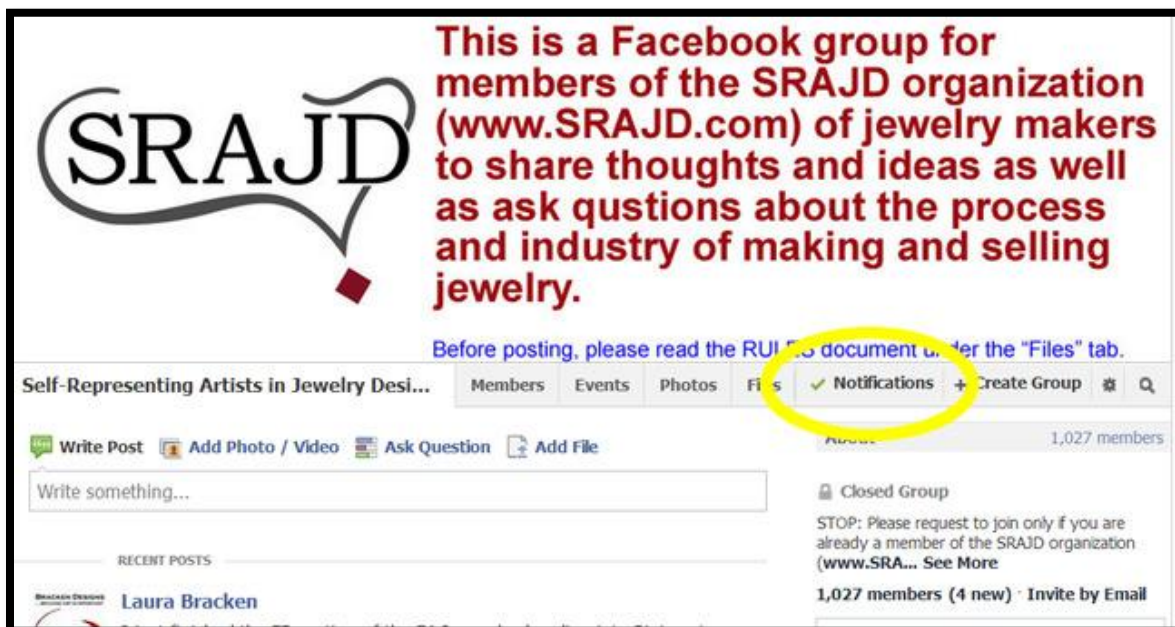 SRAJD
This is a Facebook group for
members of the SRAJD organization
(www.SRAJD.com) of jewelry makers
to share thoughts and ideas as well
as ask qustions about the process
and industry of making and selling
jewelry.
Before posting, please read the RULES document under the "Files" tab.
Self-Representing Artists in Jewelry Desi... Members Events Photos Files ✓ Notifications + Create Group
Write Post Add Photo / Video Ask Question Add File
About 1,027 members
Write something...
Closed Group
STOP: Please request to join only if you are
already a member of the SRAJD organization
(www.SRA... See More
1,027 members (4 new) · Invite by Email
RECENT POSTS
BRACKEN DESIGNS
Laura Bracken